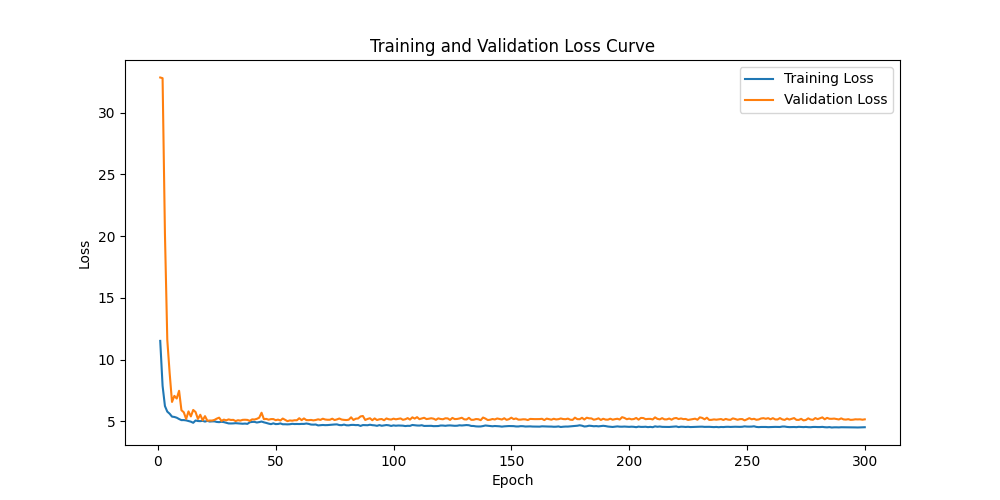 Training and Validation Loss Curve
Training Loss
Validation Loss
Loss
30
25
20
15
10
5
0 50 100 150 200 250 300
Epoch